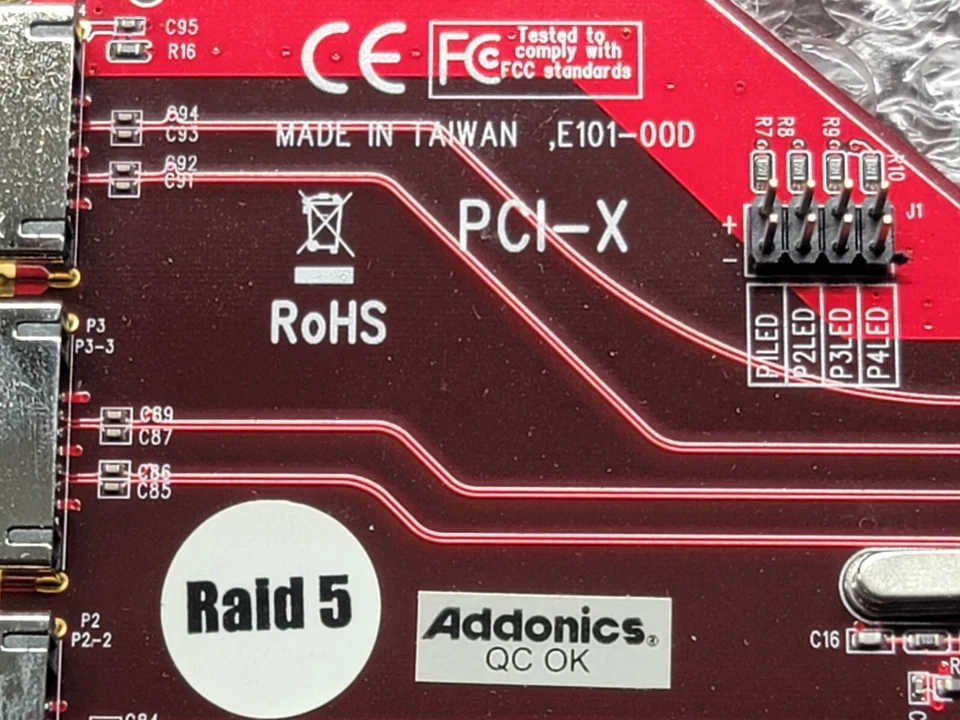 C95
R16
CE
FC Tested to
comply with
FCC standards
C94
C93
MADE IN TAIWAN ,E101-00D
C92
C91
R7
R8
R9
R10
J1
PCI-X
+
-
RoHS
P1LED
P2LED
P3LED
P4LED
P3
P3-3
C89
C87
C86
C85
Raid 5
Addonics®
QC OK
P2
P2-2
C16
C84